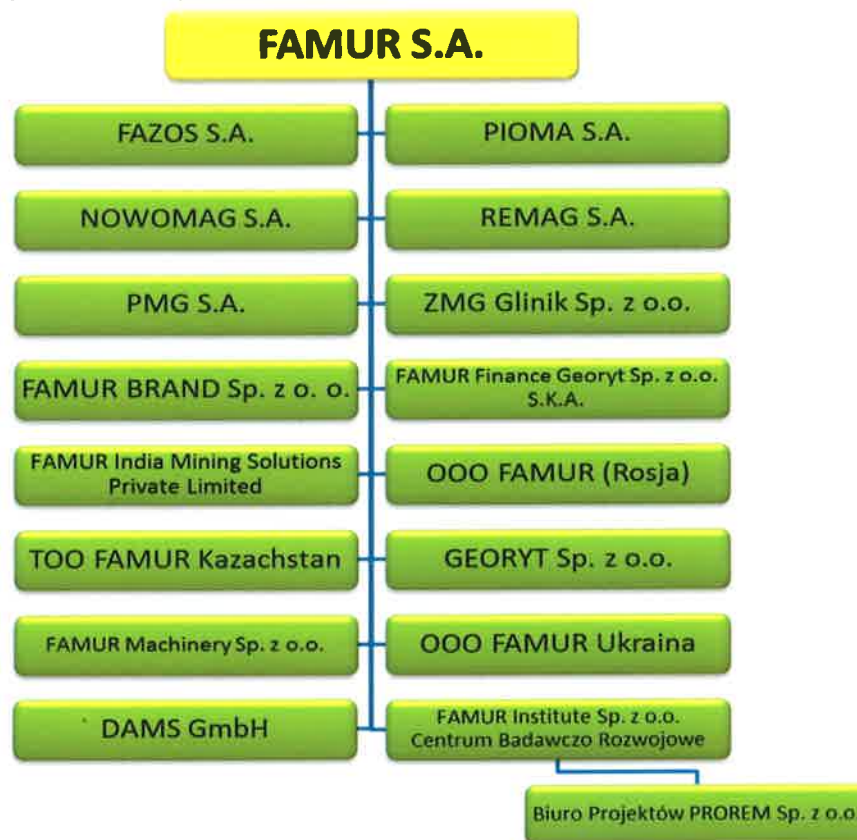 FAMUR S.A.
FAZOS S.A.
PIOMA S.A.
NOWOMAG S.A.
REMAG S.A.
PMG S.A.
ZMG Glinik Sp. z o.o.
FAMUR BRAND Sp. z o. o.
FAMUR Finance Georyt Sp. z o.o.
S.K.A.
FAMUR India Mining Solutions
Private Limited
OOO FAMUR (Rosja)
TOO FAMUR Kazachstan
GEORYT Sp. z o.o.
FAMUR Machinery Sp. z o.o.
OOO FAMUR Ukraina
DAMS GmbH
FAMUR Institute Sp. z o.o.
Centrum Badawczo Rozwojowe
Biuro Projektów PROREM Sp. z o.o